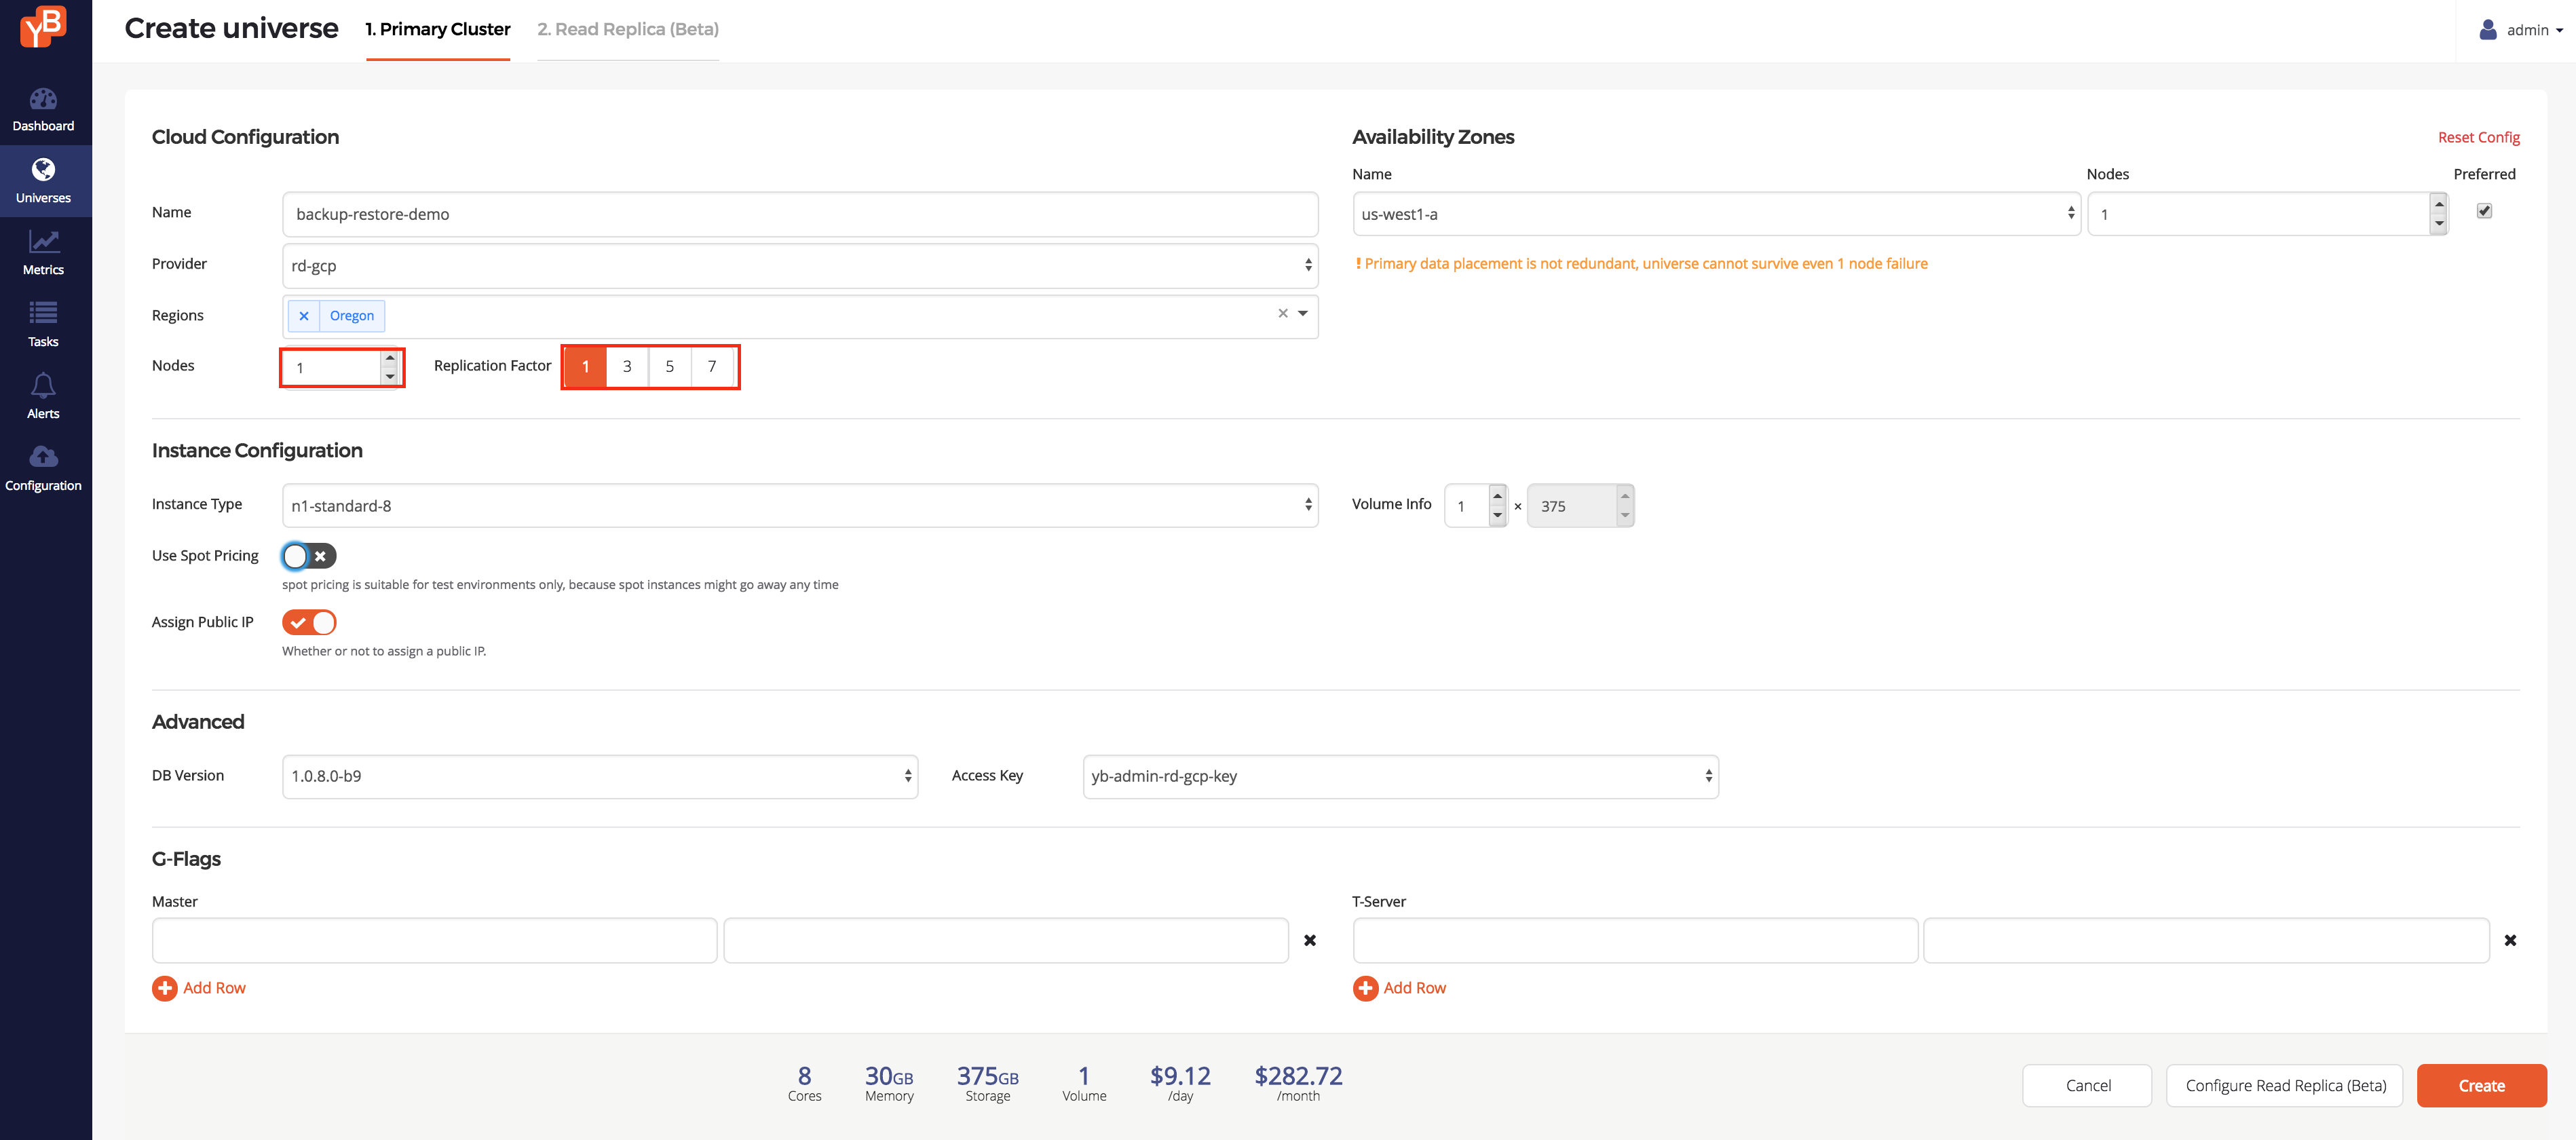 YB
Create universe
1. Primary Cluster
2. Read Replica (Beta)
admin
Dashboard
Universes
Metrics
Tasks
Alerts
Configuration
Cloud Configuration
Name
backup-restore-demo
Provider
rd-gcp
Regions
× Oregon
Nodes
1
Replication Factor
1 3 5 7
Availability Zones
Reset Config
Name Nodes Preferred
us-west1-a 1
! Primary data placement is not redundant, universe cannot survive even 1 node failure
Instance Configuration
Instance Type
n1-standard-8
Volume Info
1 × 375
Use Spot Pricing
spot pricing is suitable for test environments only, because spot instances might go away any time
Assign Public IP
Whether or not to assign a public IP.
Advanced
DB Version
1.0.8.0-b9
Access Key
yb-admin-rd-gcp-key
G-Flags
Master
Add Row
T-Server
Add Row
8 Cores
30GB Memory
375GB Storage
1 Volume
$9.12 /day
$282.72 /month
Cancel
Configure Read Replica (Beta)
Create